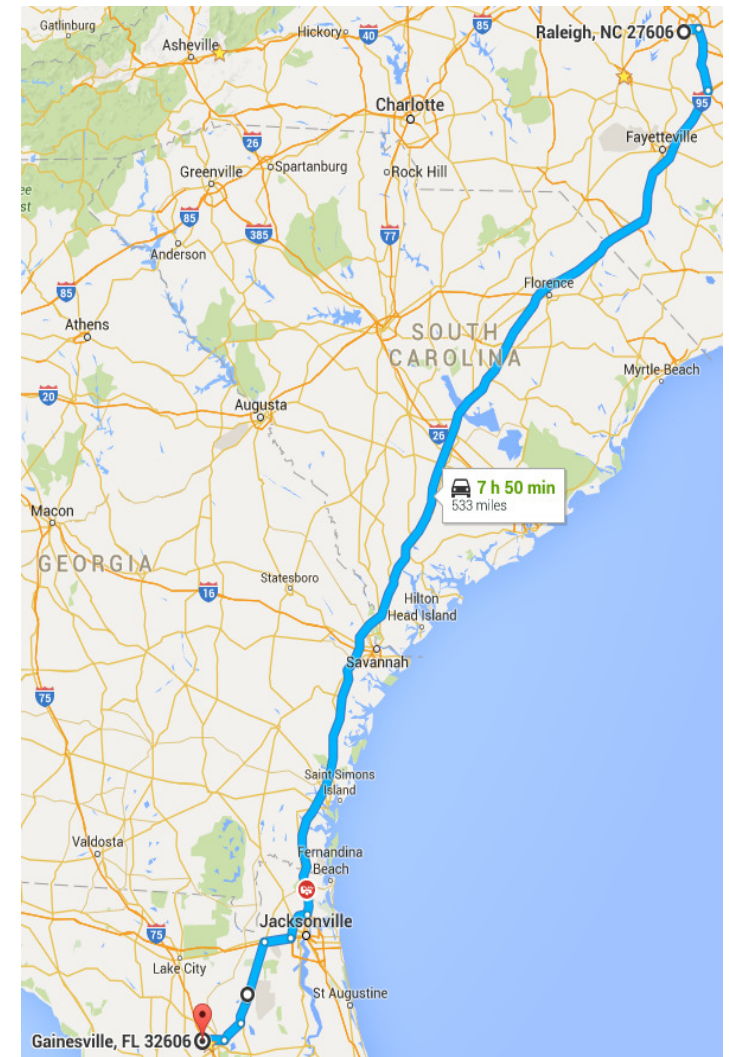 Gatlinburg
Hickory
40
85
Raleigh, NC 27606
Asheville
95
Charlotte
Fayetteville
26
Spartanburg
Greenville
Rock Hill
85
385
77
Anderson
Florence
85
Athens
SOUTH
CAROLINA
Myrtle Beach
20
Augusta
26
7 h 50 min
533 miles
Macon
GEORGIA
Statesboro
16
Hilton
Head Island
Savannah
75
Saint Simons
Island
Valdosta
Fernandina
Beach
Jacksonville
75
Lake City
St Augustine
Gainesville, FL 32606